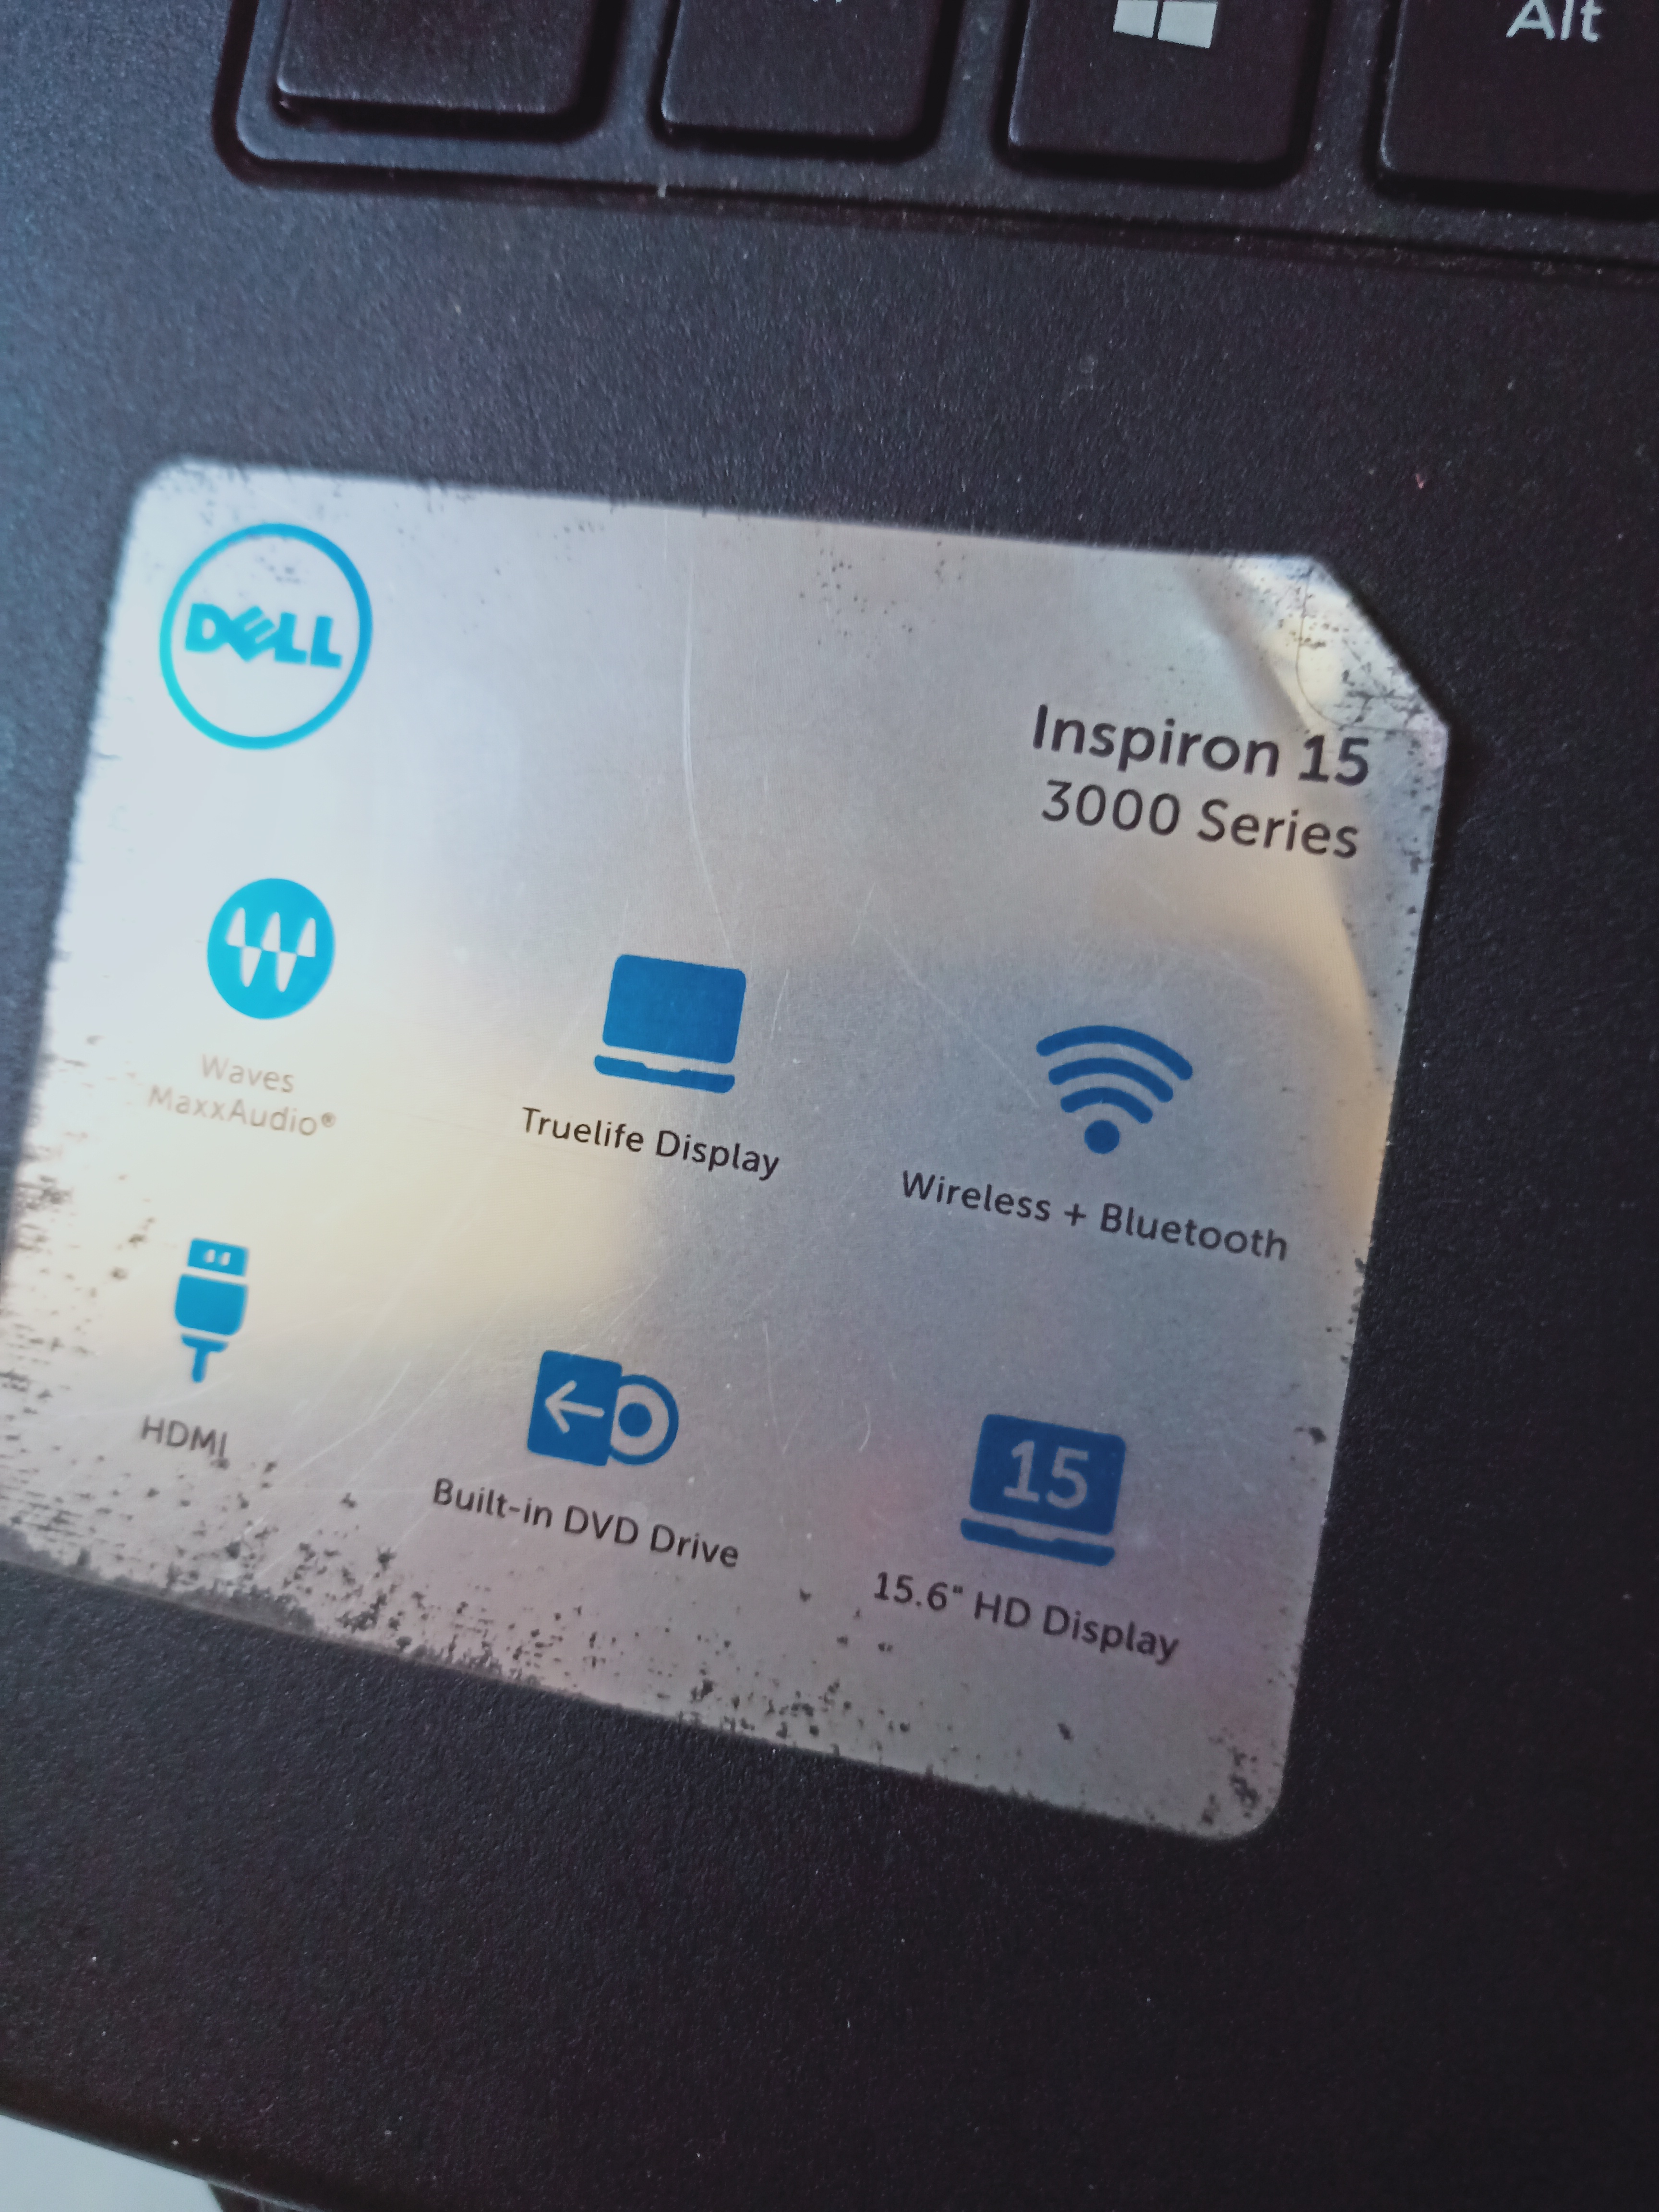 Alt
DELL
Inspiron 15
3000 Series
Waves
MaxxAudio®
Truelife Display
Wireless + Bluetooth
HDMI
Built-in DVD Drive
15
15.6" HD Display